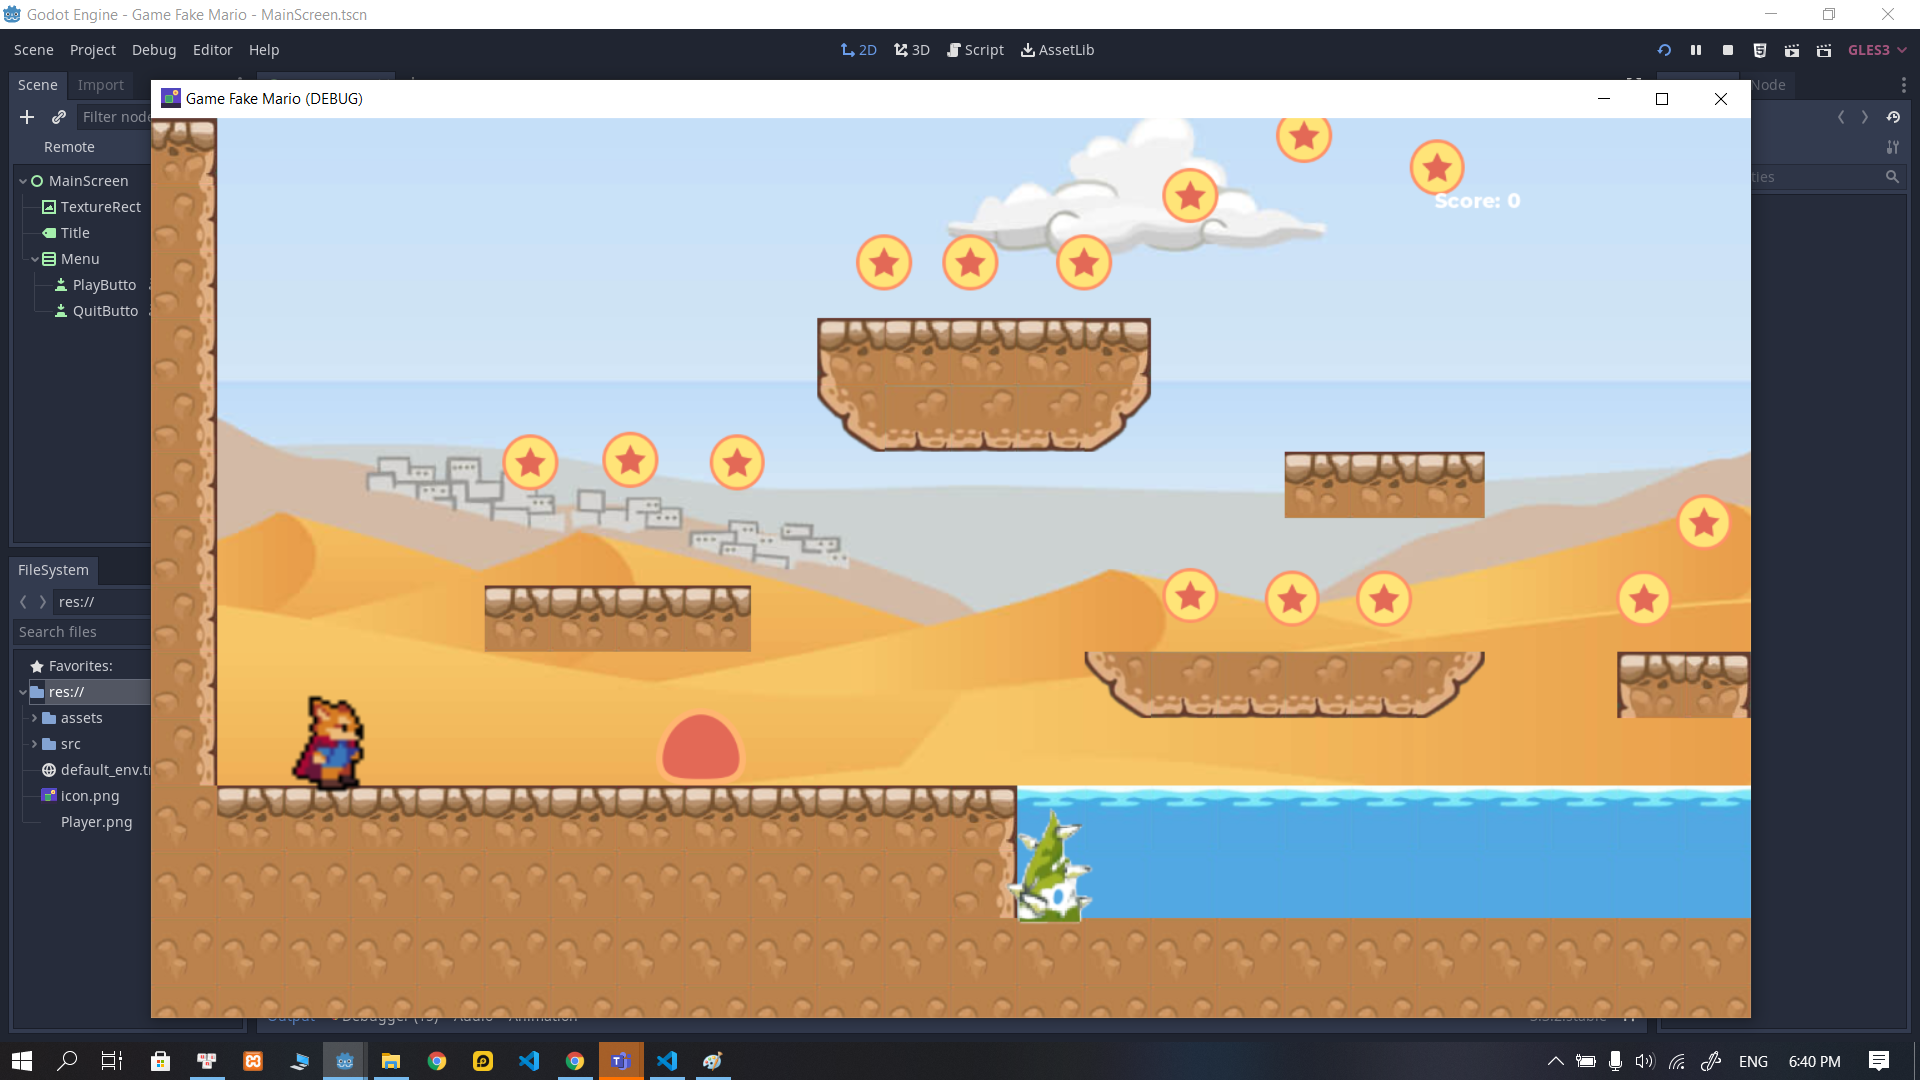 Godot Engine - Game Fake Mario - MainScreen.tscn
Scene Project Debug Editor Help
2D 3D Script AssetLib
GLES3
Scene Import
Node
Game Fake Mario (DEBUG)
Filter node
Remote
MainScreen
TextureRect
Title
Menu
PlayButto
QuitButto
Score: 0
FileSystem
res://
Search files
Favorites:
res://
assets
src
default_env.t
icon.png
Player.png
ENG
6:40 PM